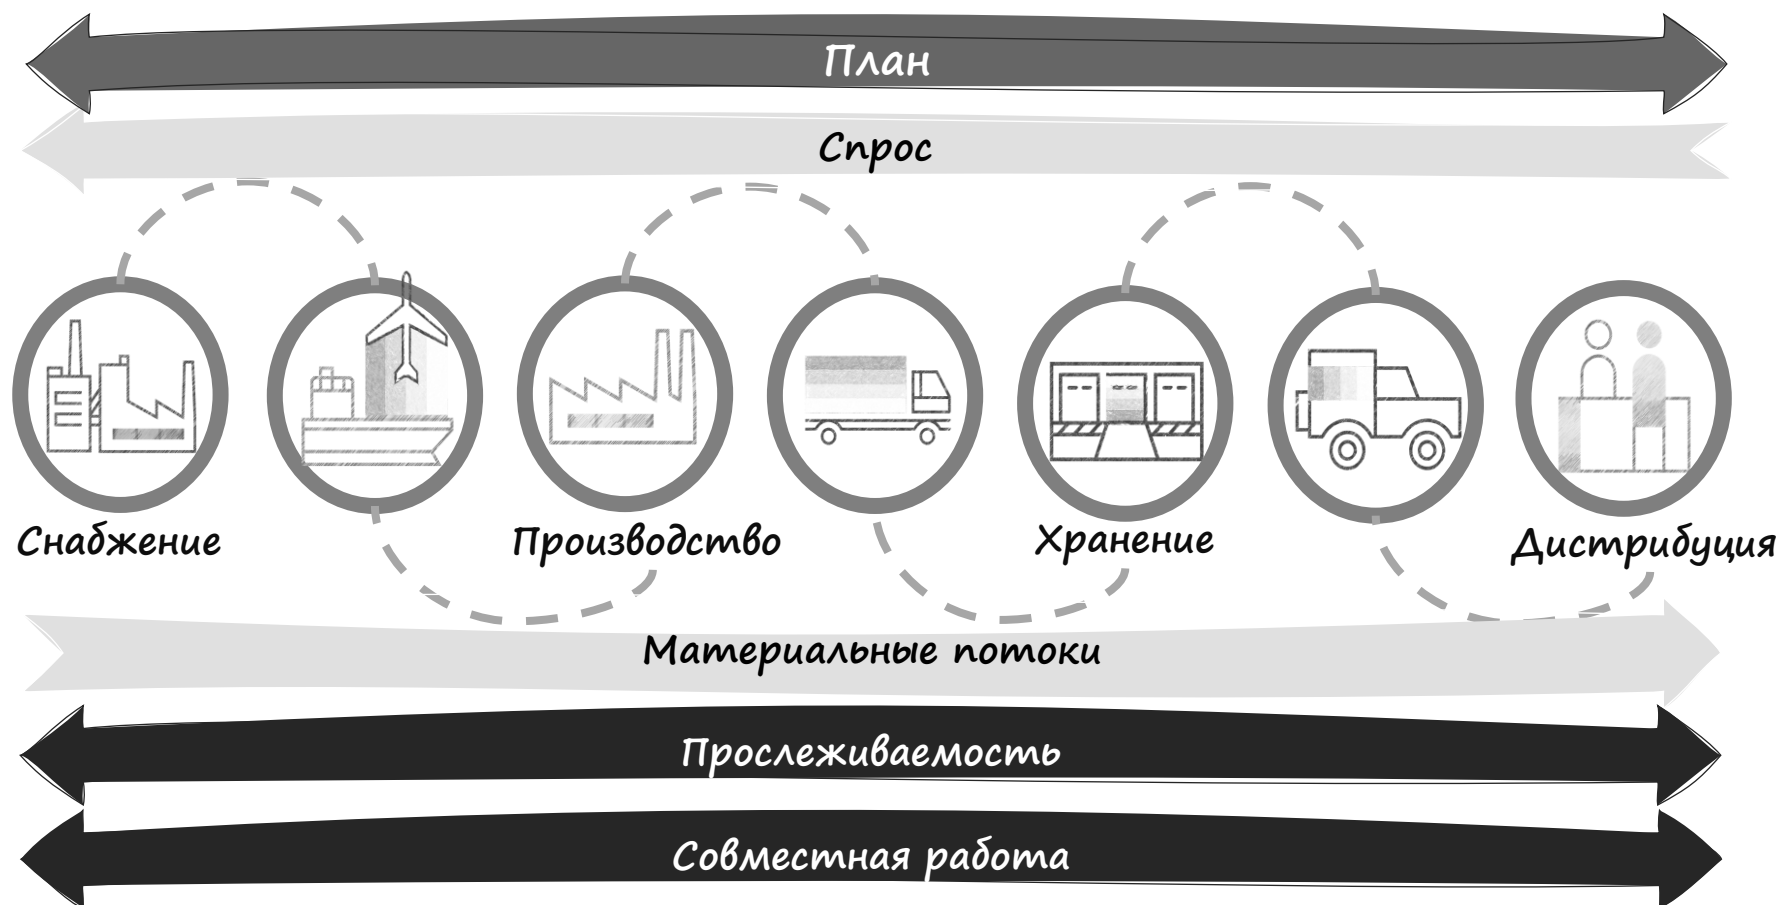 План
Спрос
Снабжение
Производство
Хранение
Дистрибуция
Материальные потоки
Прослеживаемость
Совместная работа